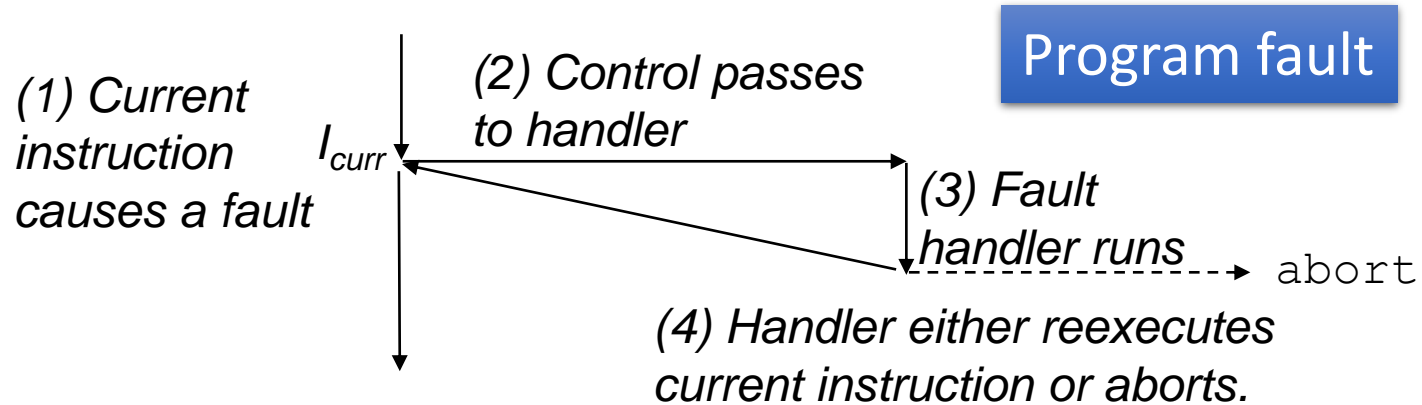 Program fault
(1) Current
instruction
causes a fault
I_curr
(2) Control passes
to handler
(3) Fault
handler runs
abort
(4) Handler either reexecutes
current instruction or aborts.